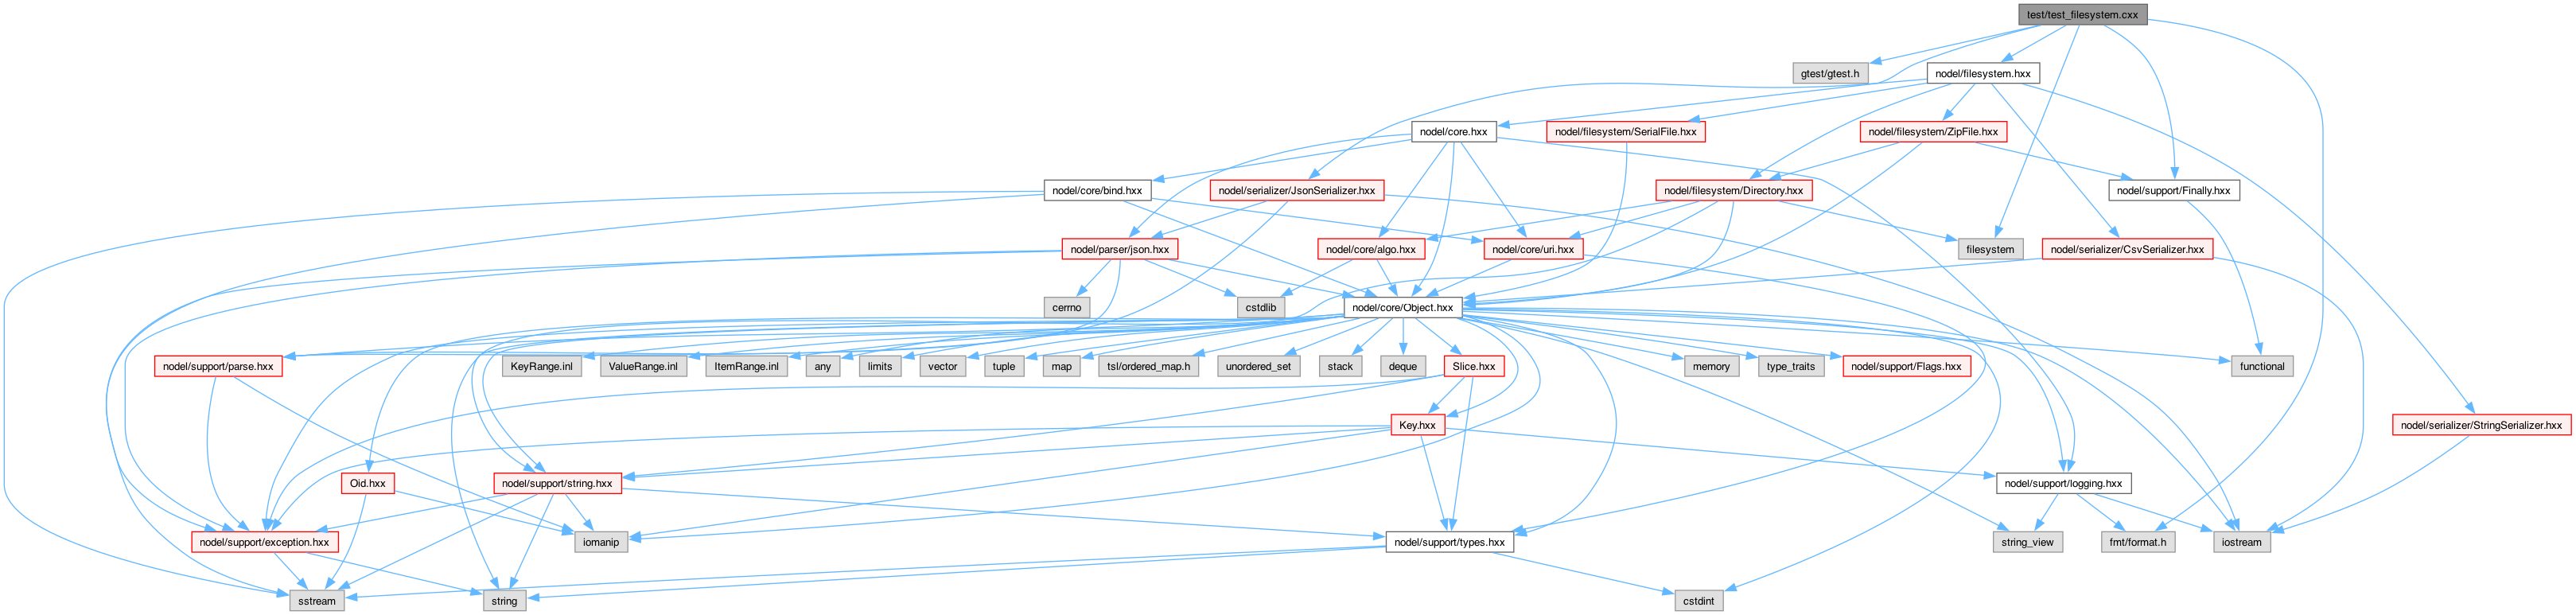 test/test_filesystem.cxx
gtest/gtest.h
nodel/filesystem.hxx
nodel/core.hxx
nodel/filesystem/SerialFile.hxx
nodel/filesystem/ZipFile.hxx
nodel/core/bind.hxx
nodel/serializer/JsonSerializer.hxx
nodel/filesystem/Directory.hxx
nodel/support/Finally.hxx
nodel/parser/json.hxx
nodel/core/algo.hxx
nodel/core/uri.hxx
filesystem
nodel/serializer/CsvSerializer.hxx
cerrno
cstdlib
nodel/core/Object.hxx
nodel/support/parse.hxx
KeyRange.inl
ValueRange.inl
ItemRange.inl
any
limits
vector
tuple
map
tsl/ordered_map.h
unordered_set
stack
deque
Slice.hxx
memory
type_traits
nodel/support/Flags.hxx
functional
Key.hxx
nodel/serializer/StringSerializer.hxx
Oid.hxx
nodel/support/string.hxx
nodel/support/logging.hxx
nodel/support/exception.hxx
iomanip
nodel/support/types.hxx
string_view
fmt/format.h
iostream
sstream
string
cstdint